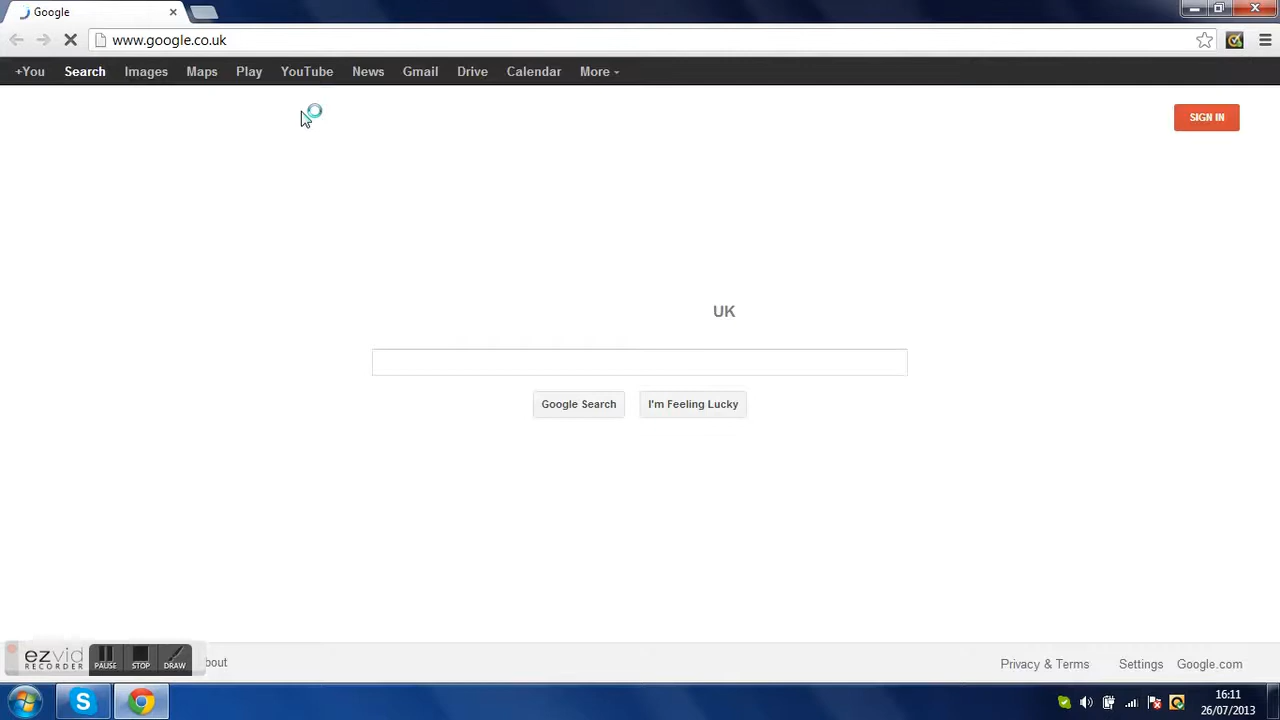 Google
www.google.co.uk
+You Search Images Maps Play YouTube News Gmail Drive Calendar More
SIGN IN
UK
Google Search I'm Feeling Lucky
ezvid
RECORDER
PAUSE STOP DRAW
bout Privacy & Terms Settings Google.com
16:11
26/07/2013